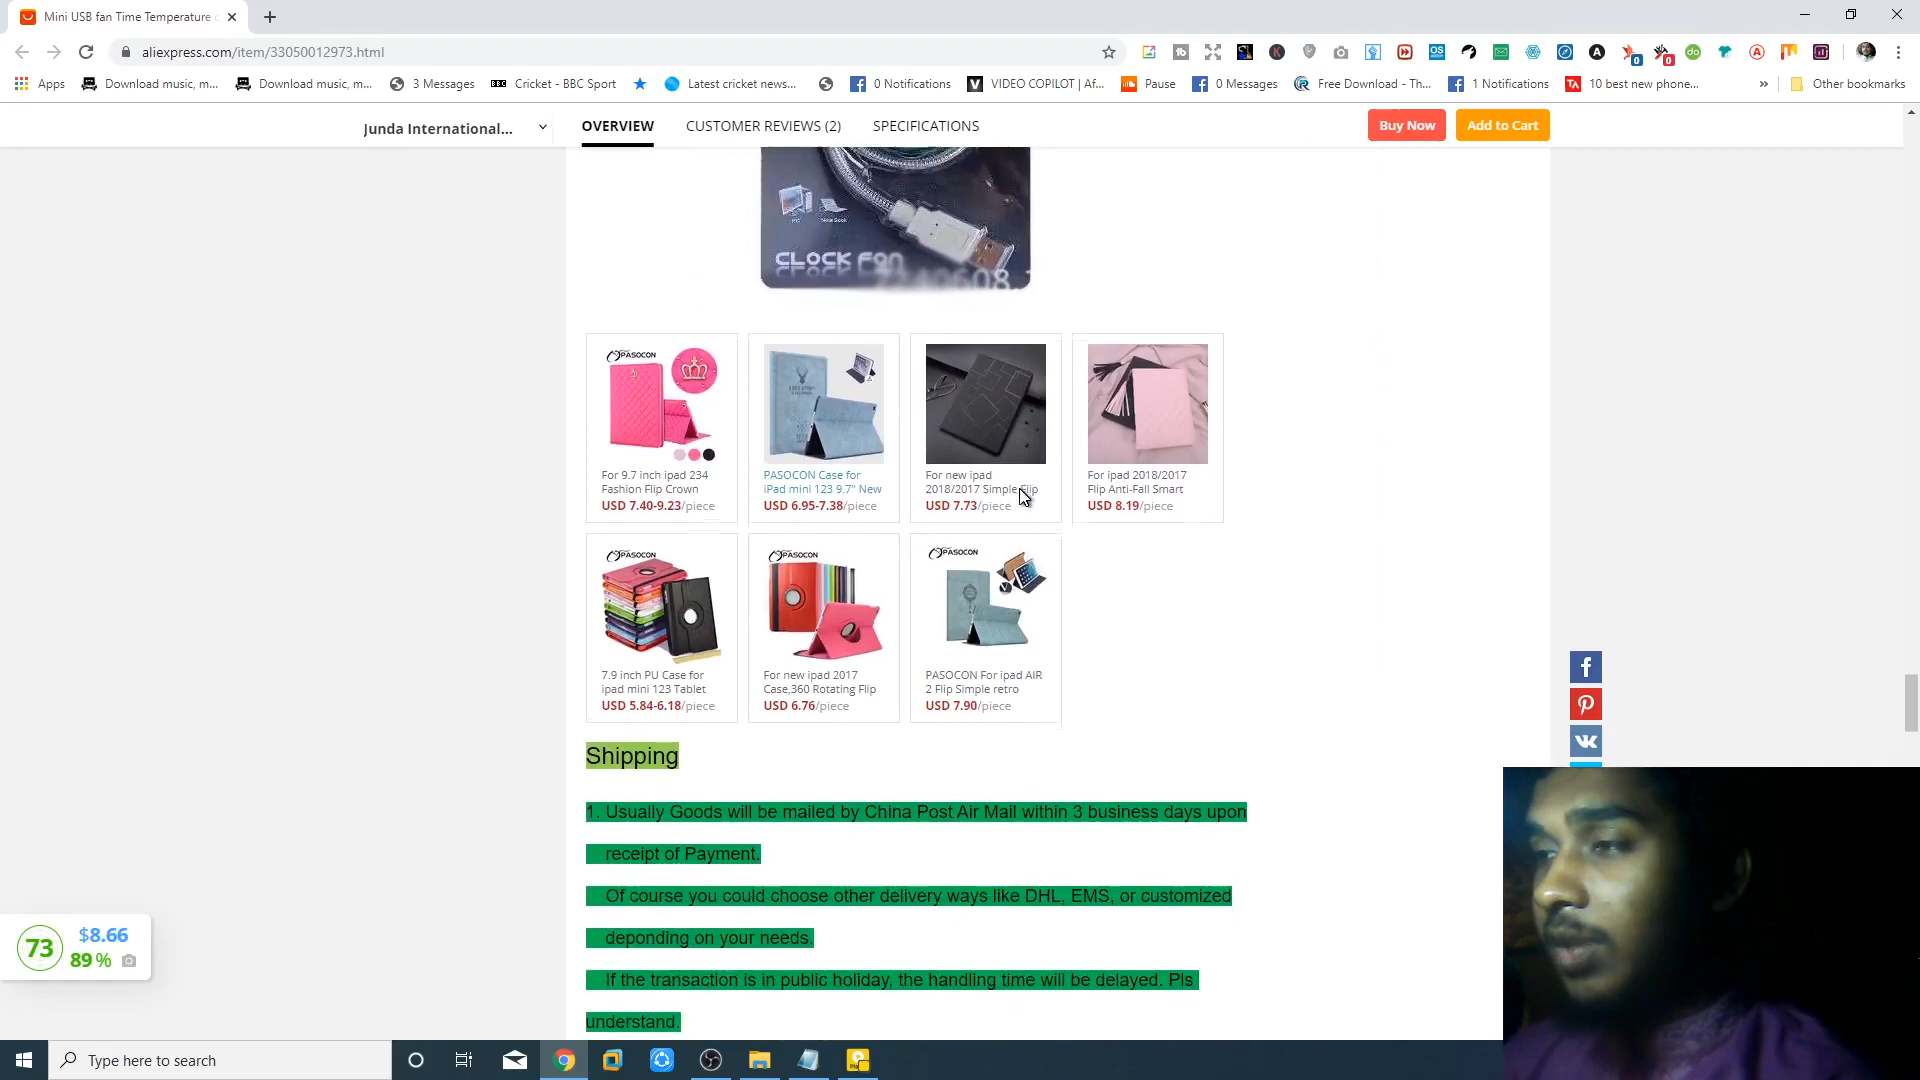 Mini USB fan Time Temperature
aliexpress.com/item/33050012973.html
0
0
Apps
Download music, m...
Download music, m...
3 Messages
BBC
Cricket - BBC Sport
Latest cricket news...
0 Notifications
VIDEO COPILOT | Af...
Pause
0 Messages
Free Download - Th...
1 Notifications
TA
10 best new phone...
»
Other bookmarks
Junda International...
OVERVIEW
CUSTOMER REVIEWS (2)
SPECIFICATIONS
Buy Now
Add to Cart
CLOCK FAN
PASOCON
For 9.7 inch ipad 234
Fashion Flip Crown
USD 7.40-9.23/piece
PASOCON Case for
iPad mini 123 9.7" New
USD 6.95-7.38/piece
For new ipad
2018/2017 Simple Flip
USD 7.73/piece
For ipad 2018/2017
Flip Anti-Fall Smart
USD 8.19/piece
PASOCON
7.9 inch PU Case for
ipad mini 123 Tablet
USD 5.84-6.18/piece
PASOCON
For new ipad 2017
Case,360 Rotating Flip
USD 6.76/piece
PASOCON
PASOCON For ipad AIR
2 Flip Simple retro
USD 7.90/piece
Shipping
1. Usually Goods will be mailed by China Post Air Mail within 3 business days upon
receipt of Payment.
Of course you could choose other delivery ways like DHL, EMS, or customized
deponding on your needs.
If the transaction is in public holiday, the handling time will be delayed. Pls
understand.
73
$8.66
89 %
Type here to search